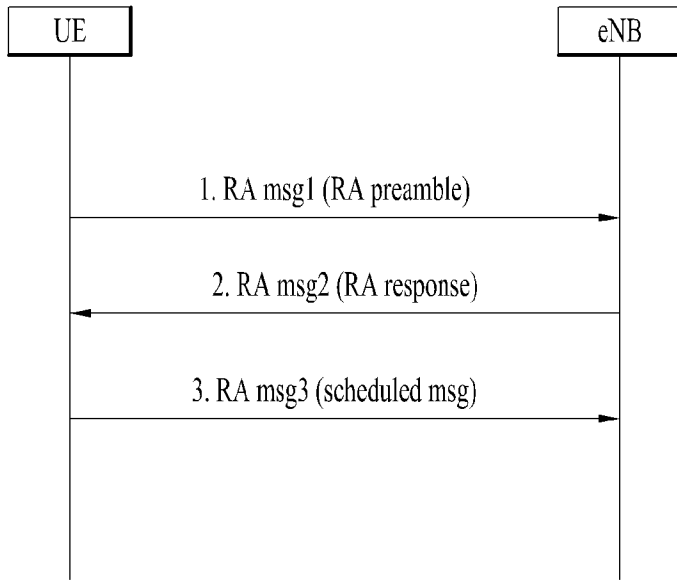 UE
eNB
1. RA msg1 (RA preamble)
2. RA msg2 (RA response)
3. RA msg3 (scheduled msg)